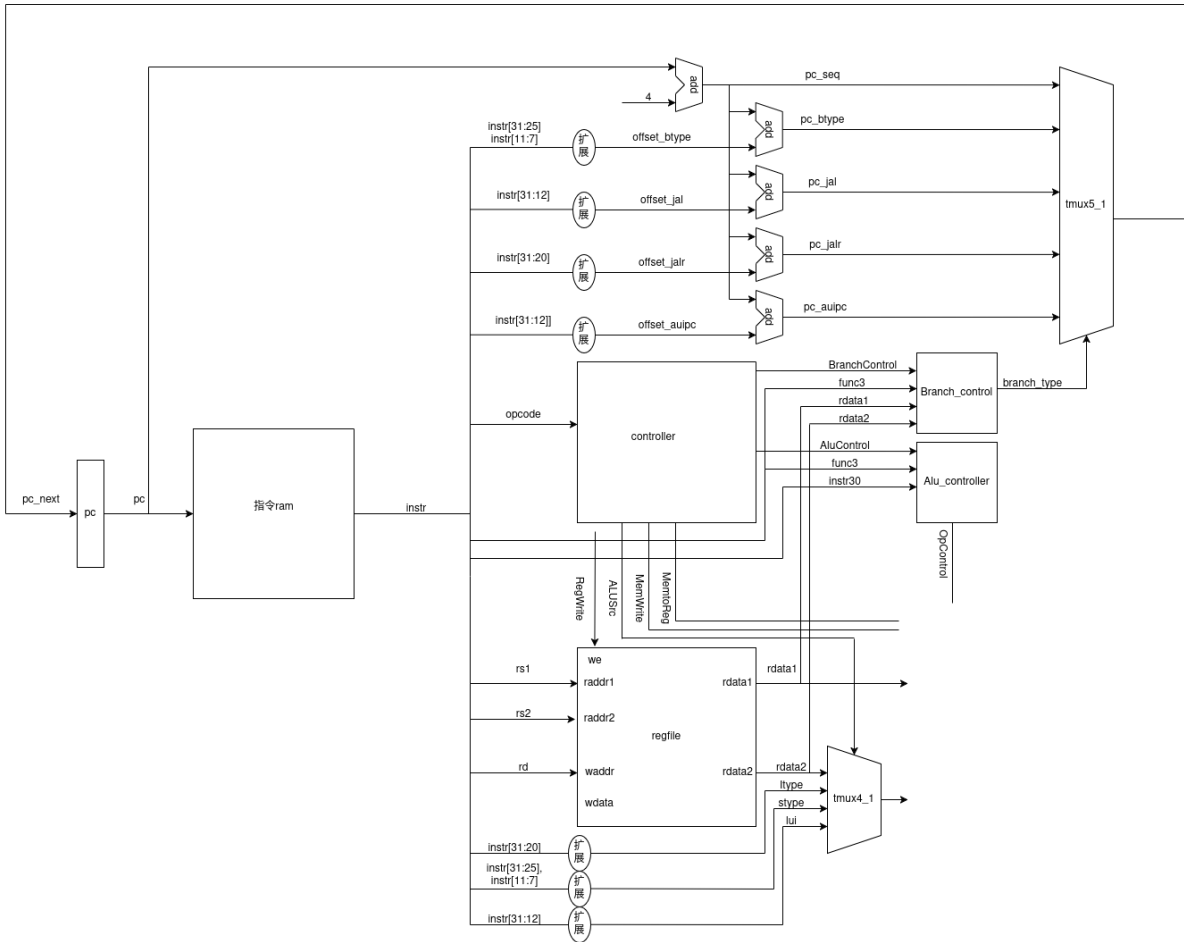 add
pc_seq
4
add
pc_btype
instr[31:25]
instr[11:7]
扩
展
offset_btype
add
pc_jal
instr[31:12]
扩
展
offset_jal
tmux5_1
add
pc_jalr
instr[31:20]
扩
展
offset_jalr
add
pc_auipc
instr[31:12]]
扩
展
offset_auipc
BranchControl
func3
rdata1
rdata2
Branch_control
branch_type
opcode
controller
AluControl
func3
instr30
Alu_controller
OpControl
pc_next
pc
pc
指令ram
instr
RegWrite
ALUSrc
MemWrite
MemtoReg
we
rs1
raddr1
rdata1
rdata1
rs2
raddr2
regfile
rd
waddr
rdata2
rdata2
wdata
ltype
stype
lui
tmux4_1
instr[31:20]
扩
展
instr[31:25],
instr[11:7]
扩
展
instr[31:12]
扩
展